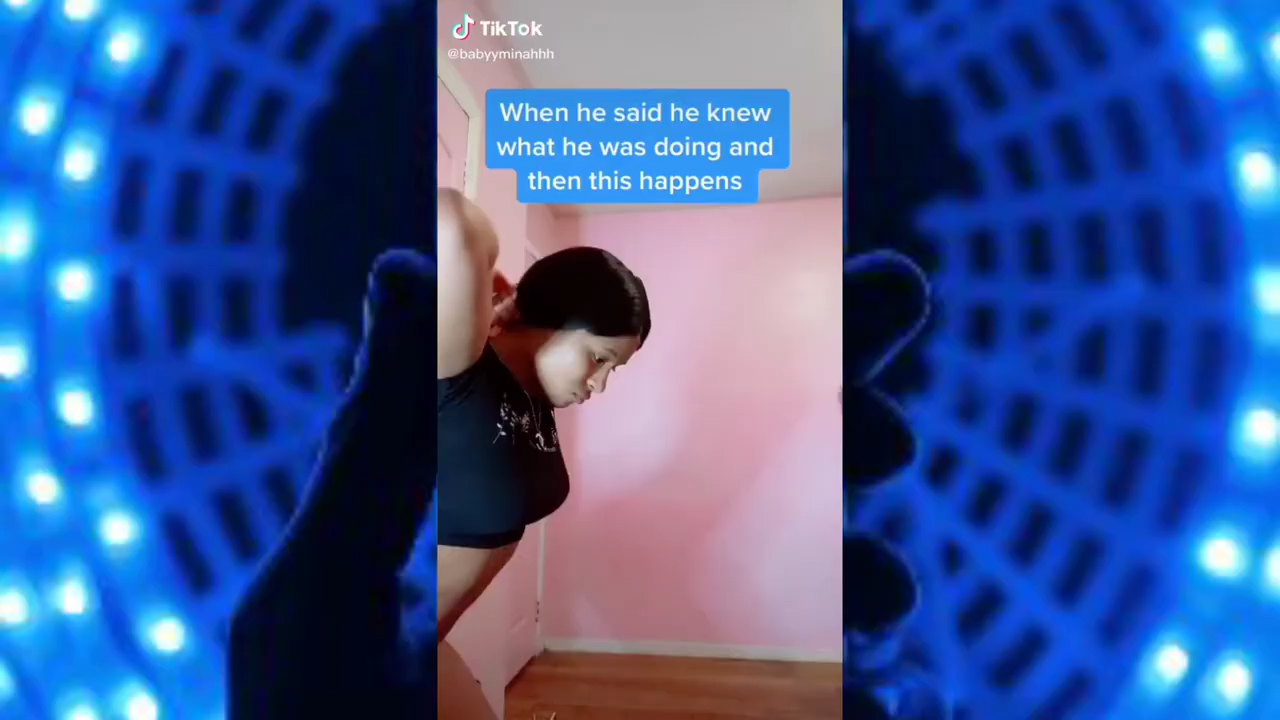 TikTok
@babyyminahhh
When he said he knew
what he was doing and
then this happens